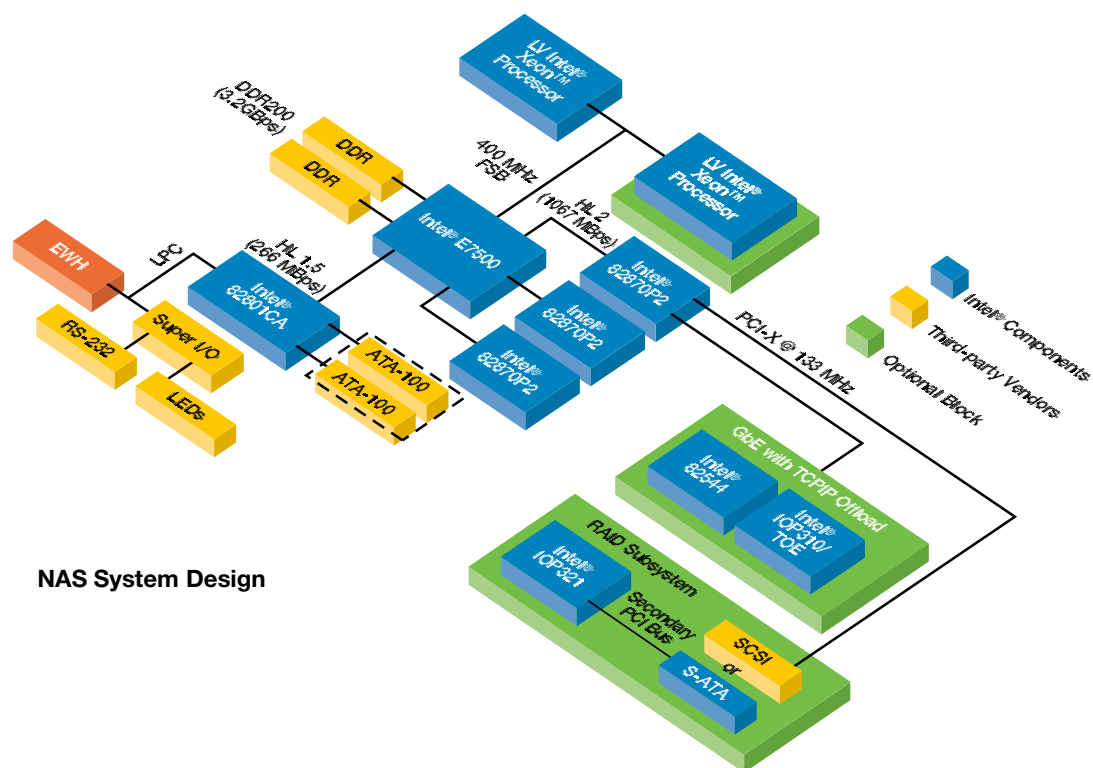 LV Intel®
Xeon™
Processor
DDR200
(3.2GBps)
DDR
DDR
400 MHz
FSB
LV Intel®
Xeon™
Processor
HL 2
(1067 MBps)
Intel® E7500
EWH
LPC
HL 1.5
(266 MBps)
Intel®
82801CA
Intel®
82870P2
Intel®
82870P2
Intel®
82870P2
RS-232
Super I/O
LEDs
ATA-100
ATA-100
PCI-X @ 133 MHz
Intel® Components
Third-party Vendors
Optional Block
GbE with TCPIP Offload
Intel®
82544
Intel®
IOP310/
TOE
RAID Subsystem
Intel®
IOP321
Secondary
PCI Bus
SCSI
or
S-ATA
NAS System Design